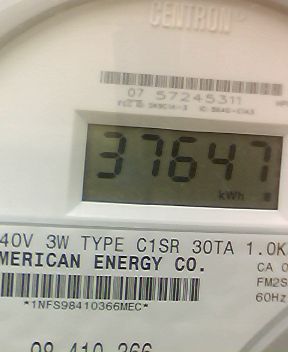 CENTRON®
07 57245311
37647
kWh
40V 3W TYPE C1SR 30TA 1.0K
MERICAN ENERGY CO.
CA 0
FM2S
*1NFS98410366MEC*
60Hz
98 410 366